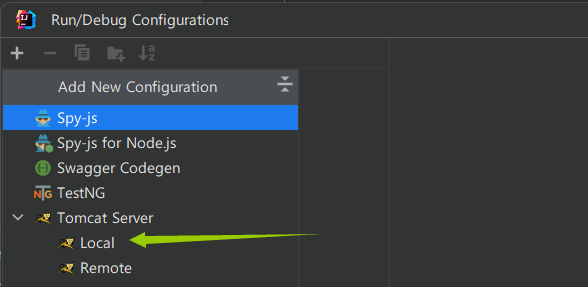 Run/Debug Configurations
Add New Configuration
Spy-js
Spy-js for Node.js
Swagger Codegen
TestNG
Tomcat Server
Local
Remote